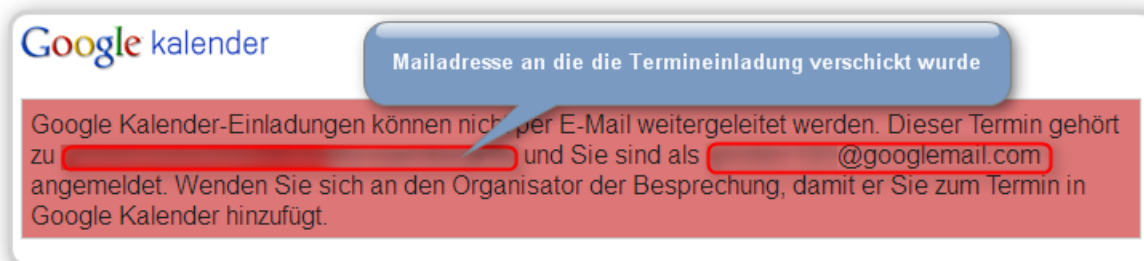 Google kalender
Mailadresse an die die Termineinladung verschickt wurde
Google Kalender-Einladungen können nicht per E-Mail weitergeleitet werden. Dieser Termin gehört
zu und Sie sind als @googlemail.com
angemeldet. Wenden Sie sich an den Organisator der Besprechung, damit er Sie zum Termin in
Google Kalender hinzufügt.